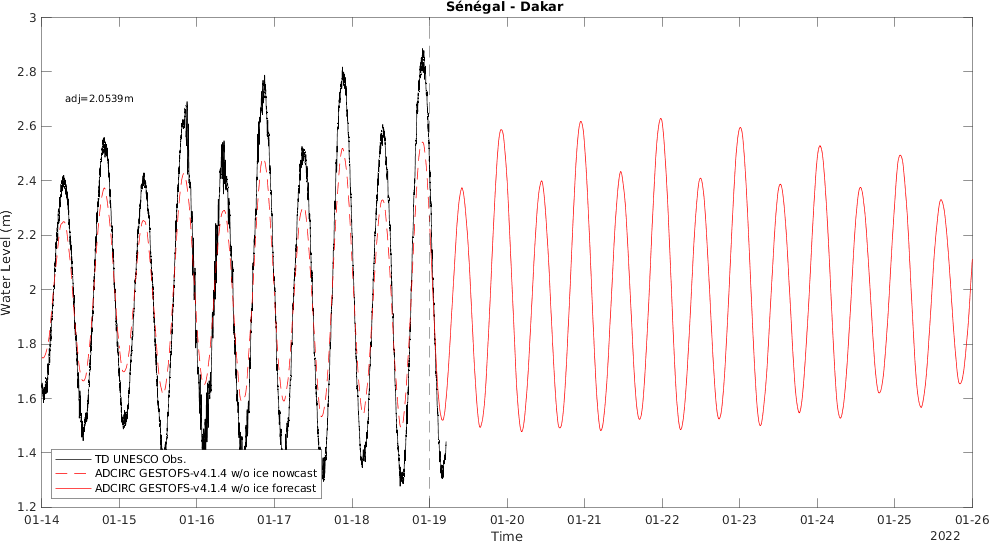 Sénégal - Dakar
3
2.8
adj=2.0539m
2.6
2.4
2.2
Water Level (m)
2
1.8
1.6
1.4
TD UNESCO Obs.
ADCIRC GESTOFS-v4.1.4 w/o ice nowcast
ADCIRC GESTOFS-v4.1.4 w/o ice forecast
1.2
01-14 01-15 01-16 01-17 01-18 01-19 01-20 01-21 01-22 01-23 01-24 01-25 01-26
Time
2022